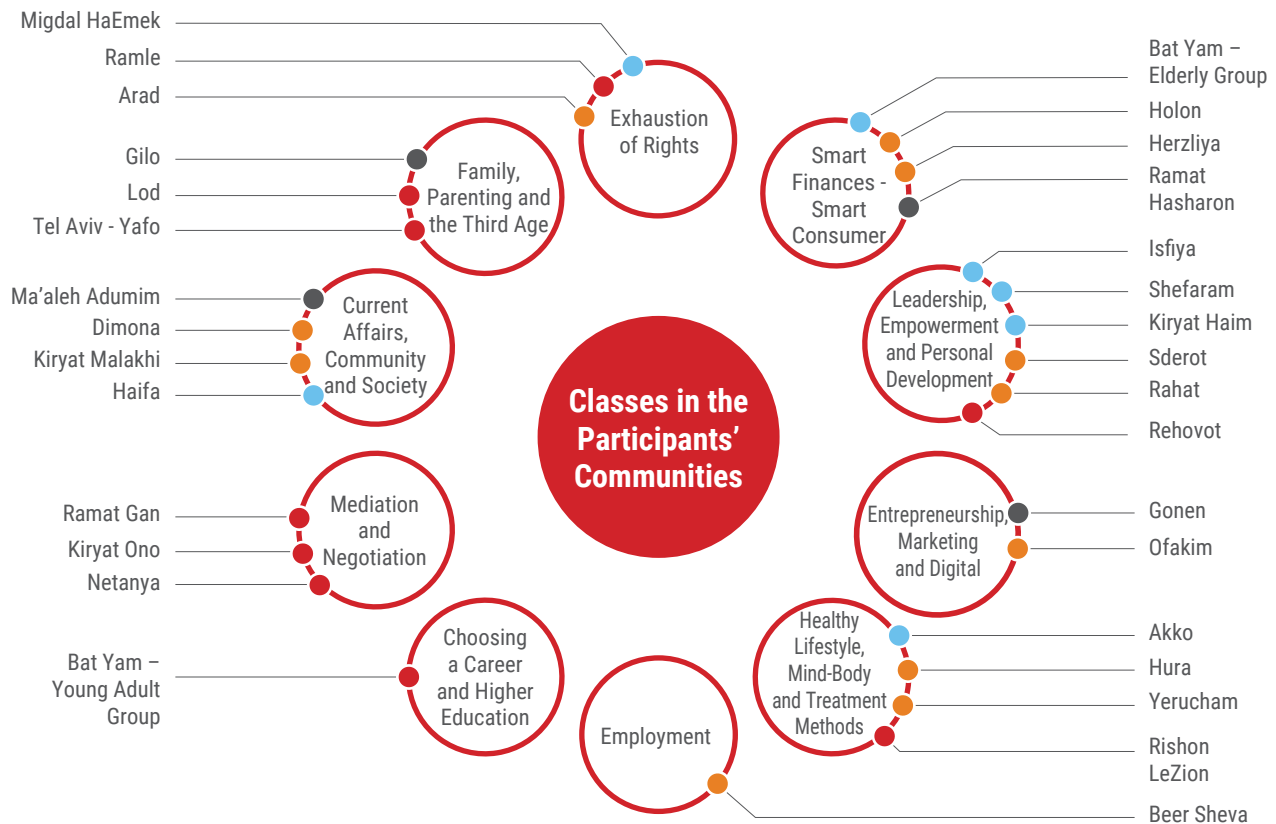 Migdal HaEmek
Ramle
Arad
Exhaustion
of Rights
Gilo
Lod
Tel Aviv - Yafo
Family,
Parenting and
the Third Age
Ma’aleh Adumim
Dimona
Kiryat Malakhi
Haifa
Current
Affairs,
Community
and Society
Ramat Gan
Kiryat Ono
Netanya
Mediation
and
Negotiation
Bat Yam –
Young Adult
Group
Choosing
a Career
and Higher
Education
Classes in the
Participants’
Communities
Employment
Beer Sheva
Smart
Finances -
Smart
Consumer
Bat Yam –
Elderly Group
Holon
Herzliya
Ramat
Hasharon
Leadership,
Empowerment
and Personal
Development
Isfiya
Shefaram
Kiryat Haim
Sderot
Rahat
Rehovot
Entrepreneurship,
Marketing
and Digital
Gonen
Ofakim
Healthy
Lifestyle,
Mind-Body
and Treatment
Methods
Akko
Hura
Yerucham
Rishon
LeZion